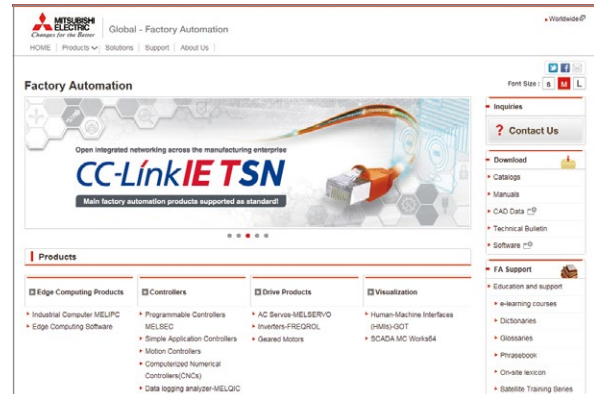 MITSUBISHI
ELECTRIC
Changes for the Better
Global - Factory Automation
Worldwide
HOME Products Solutions Support About Us
Factory Automation
Font Size : S M L
Open integrated networking across the manufacturing enterprise
CC-Link IE TSN
Main factory automation products supported as standard!
Inquiries
? Contact Us
Download
Catalogs
Manuals
CAD Data
Technical Bulletin
Software
Products
Edge Computing Products
Industrial Computer MELIPC
Edge Computing Software
Controllers
Programmable Controllers
MELSEC
Simple Application Controllers
Motion Controllers
Computerized Numerical
Controllers(CNCs)
Data logging analyzer-MELQIC
Drive Products
AC Servos-MELSERVO
Inverters-FREQROL
Geared Motors
Visualization
Human-Machine Interfaces
(HMIs)-GOT
SCADA MC Works64
FA Support
Education and support
e-learning courses
Dictionaries
Glossaries
Phrasebook
On-site lexicon
Satellite Training Series